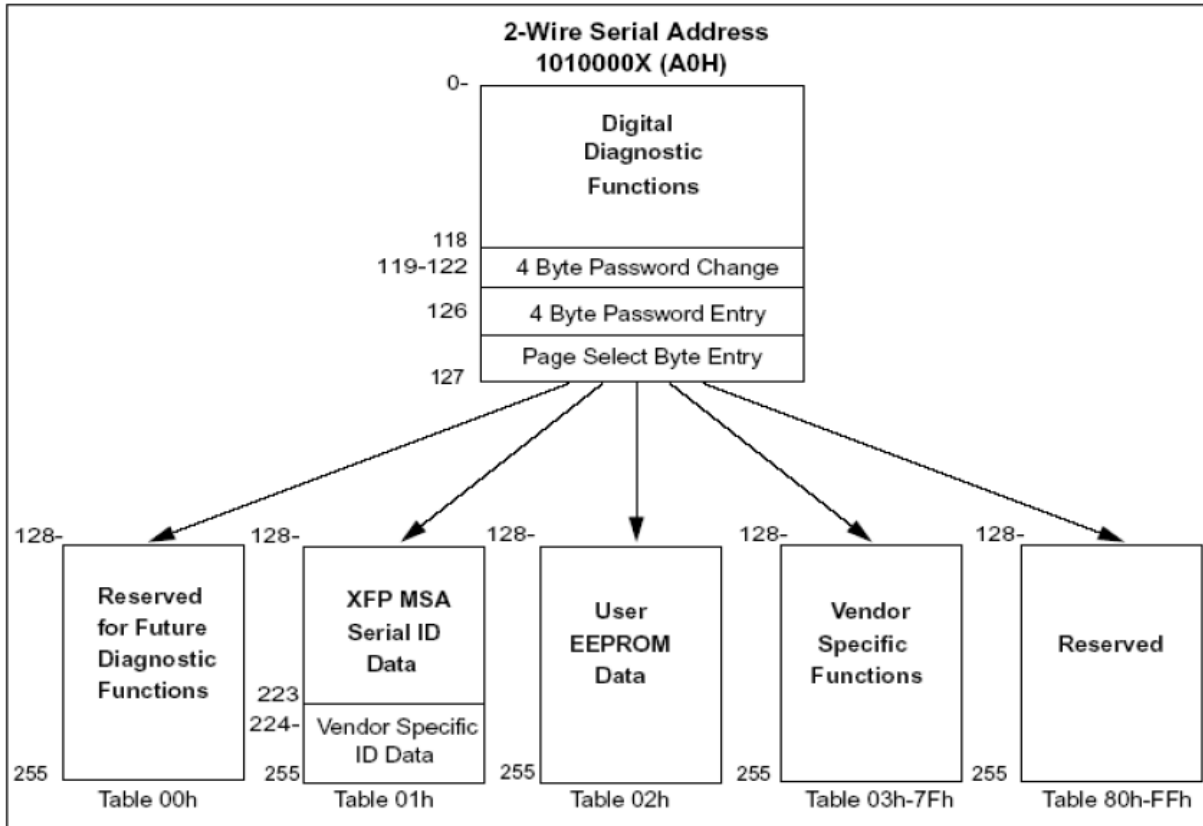 2-Wire Serial Address
1010000X (A0H)
0-
Digital
Diagnostic
Functions
118
119-122
4 Byte Password Change
126
4 Byte Password Entry
Page Select Byte Entry
127
128-
Reserved
for Future
Diagnostic
Functions
255
Table 00h
128-
XFP MSA
Serial ID
Data
223
224-
Vendor Specific
ID Data
255
Table 01h
128-
User
EEPROM
Data
255
Table 02h
128-
Vendor
Specific
Functions
255
Table 03h-7Fh
128-
Reserved
255
Table 80h-FFh